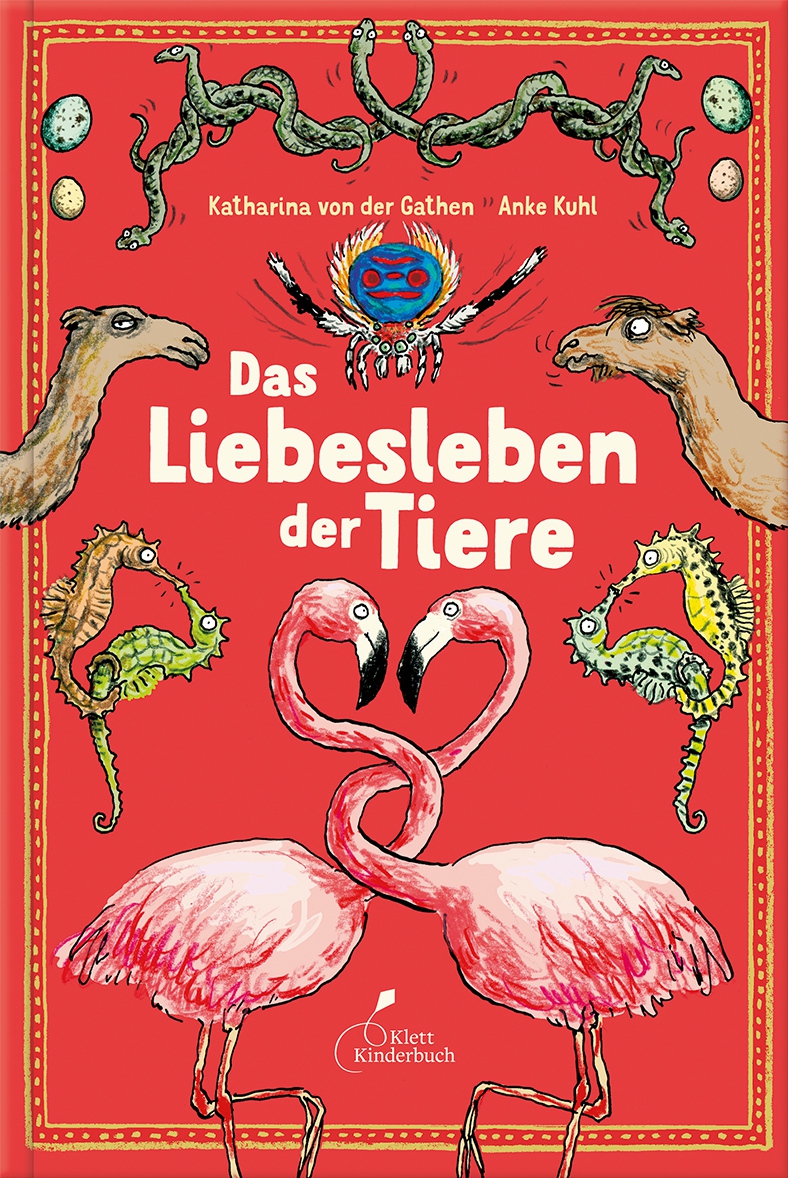 Katharina von der Gathen Anke Kuhl
Das
Liebesleben
der Tiere
Klett
Kinderbuch